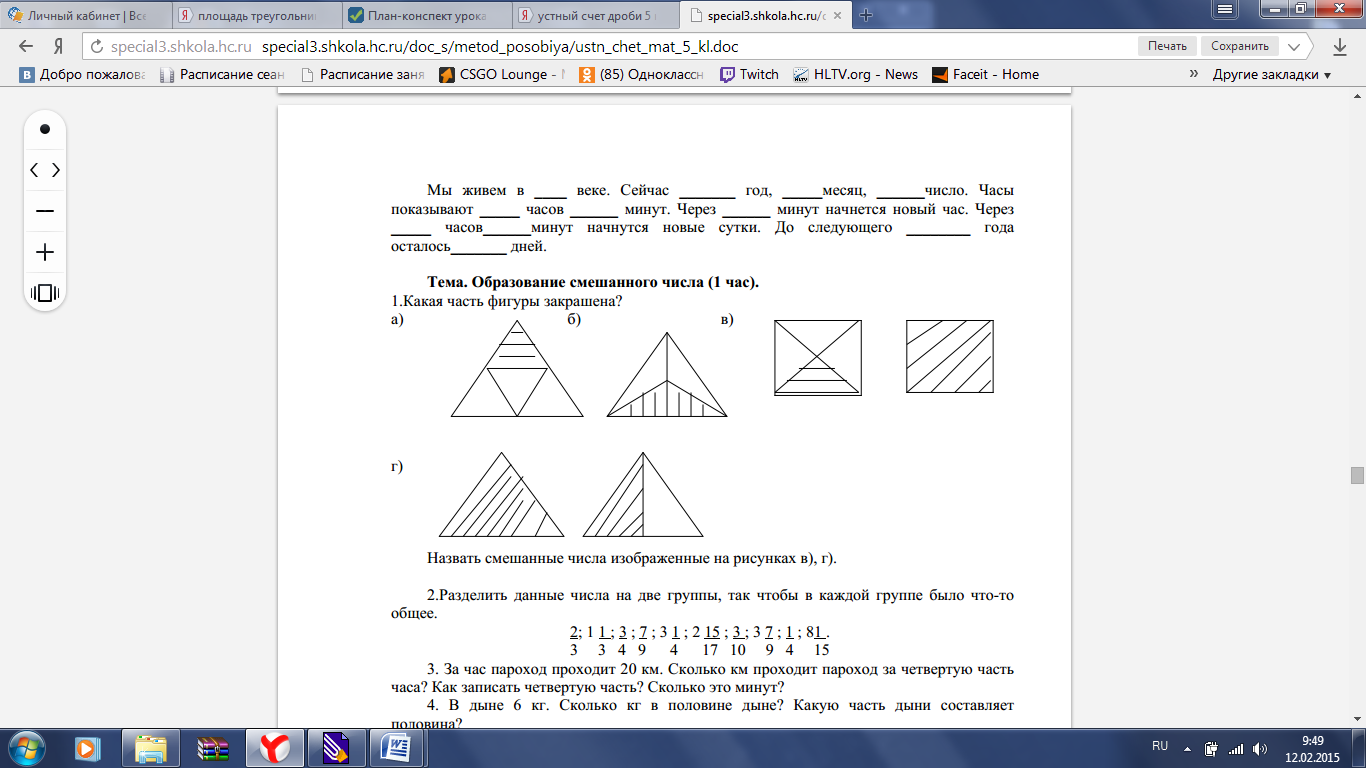 Личный кабинет | Все
площадь треугольни
План-конспект урока
устный счет дроби 5
special3.shkola.hc.ru/d
special3.shkola.hc.ru special3.shkola.hc.ru/doc_s/metod_posobiya/ustn_chet_mat_5_kl.doc
Печать
Сохранить
Добро пожалова
Расписание сеан
Расписание заня
CSGO Lounge -
(85) Одноклассн
Twitch
HLTV.org - News
Faceit - Home
» Другие закладки ▾
Мы живем в ____ веке. Сейчас _______ год, _____месяц, ______число. Часы
показывают _____ часов ______ минут. Через ______ минут начнется новый час. Через
_____ часов______минут начнутся новые сутки. До следующего ________ года
осталось_______ дней.
Тема. Образование смешанного числа (1 час).
1.Какая часть фигуры закрашена?
а) б) в)
г)
Назвать смешанные числа изображенные на рисунках в), г).
2.Разделить данные числа на две группы, так чтобы в каждой группе было что-то
общее.
2; 1 1 ; 3 ; 7 ; 3 1 ; 2 15 ; 3 ; 3 7 ; 1 ; 81 .
3 3 4 9 4 17 10 9 4 15
3. За час пароход проходит 20 км. Сколько км проходит пароход за четвертую часть
часа? Как записать четвертую часть? Сколько это минут?
4. В дыне 6 кг. Сколько кг в половине дыне? Какую часть дыни составляет
половина?
RU
9:49
12.02.2015